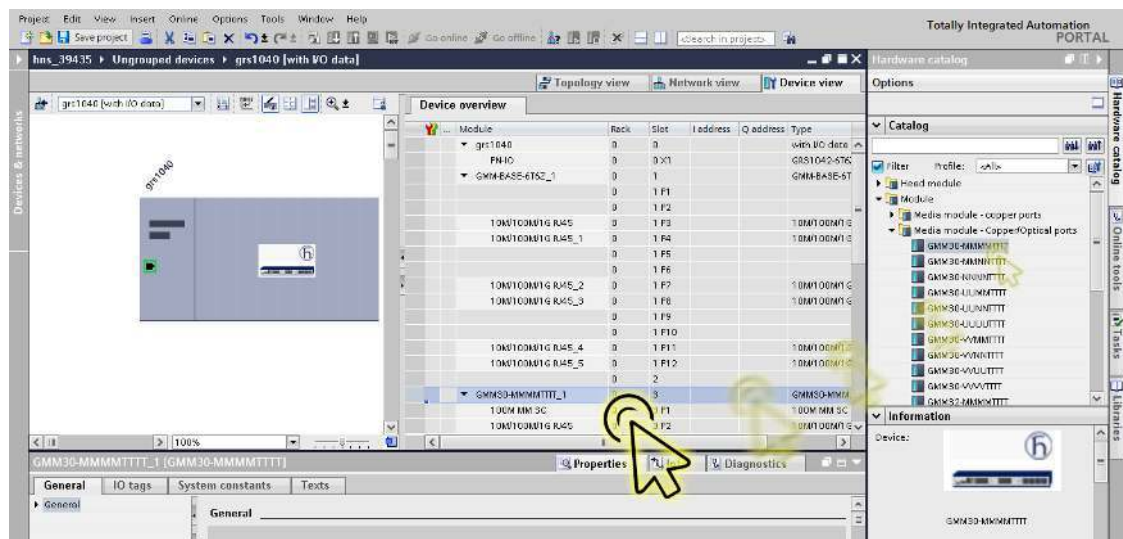 Project Edit View Insert Online Options Tools Window Help
Totally Integrated Automation
PORTAL
Save project Go online Go offline <Search in project>
hns_39435 Ungrouped devices grs1040 [with I/O data]
Hardware catalog
Topology view Network view Device view
Options
grs1040 [with I/O data]
Device overview
Catalog
Module Rack Slot I address Q address Type
grs1040 0 0 with I/O data
PN-IO 0 0 X1 GRS1042-6T6Z
GMM-BASE-6T6Z_1 0 1 GMM-BASE-6T
0 1 P1
0 1 P2
10M/100M/1G RJ45 0 1 P3 10M/100M/1G
10M/100M/1G RJ45_1 0 1 P4 10M/100M/1G
0 1 P5
0 1 P6
10M/100M/1G RJ45_2 0 1 P7 10M/100M/1G
10M/100M/1G RJ45_3 0 1 P8 10M/100M/1G
0 1 P9
0 1 P10
10M/100M/1G RJ45_4 0 1 P11 10M/100M/1G
10M/100M/1G RJ45_5 0 1 P12 10M/100M/1G
0 2
GMM30-MMMMTTTT_1 3 GMM30-MMM
100M MM SC P1 100M MM SC
10M/100M/1G RJ45 P2 10M/100M/1G
grs1040
100%
Filter Profile: <All>
Head module
Module
Media module - copper ports
Media module - Copper/Optical ports
GMM30-MMMMTTTT
GMM30-MMNNTTTT
GMM30-NNNNTTTT
GMM30-UUMMTTTT
GMM30-UUNNTTTT
GMM30-UUUUTTTT
GMM30-VVMMTTTT
GMM30-VVNNTTTT
GMM30-VVUUTTTT
GMM30-VVVVTTTT
GMM32-MMMMTTTT
Information
Device:
GMM30-MMMMTTTT
GMM30-MMMMTTTT_1 [GMM30-MMMMTTTT]
Properties Diagnostics
General IO tags System constants Texts
General
General
Devices & networks
Hardware catalog
Online tools
Tasks
Libraries